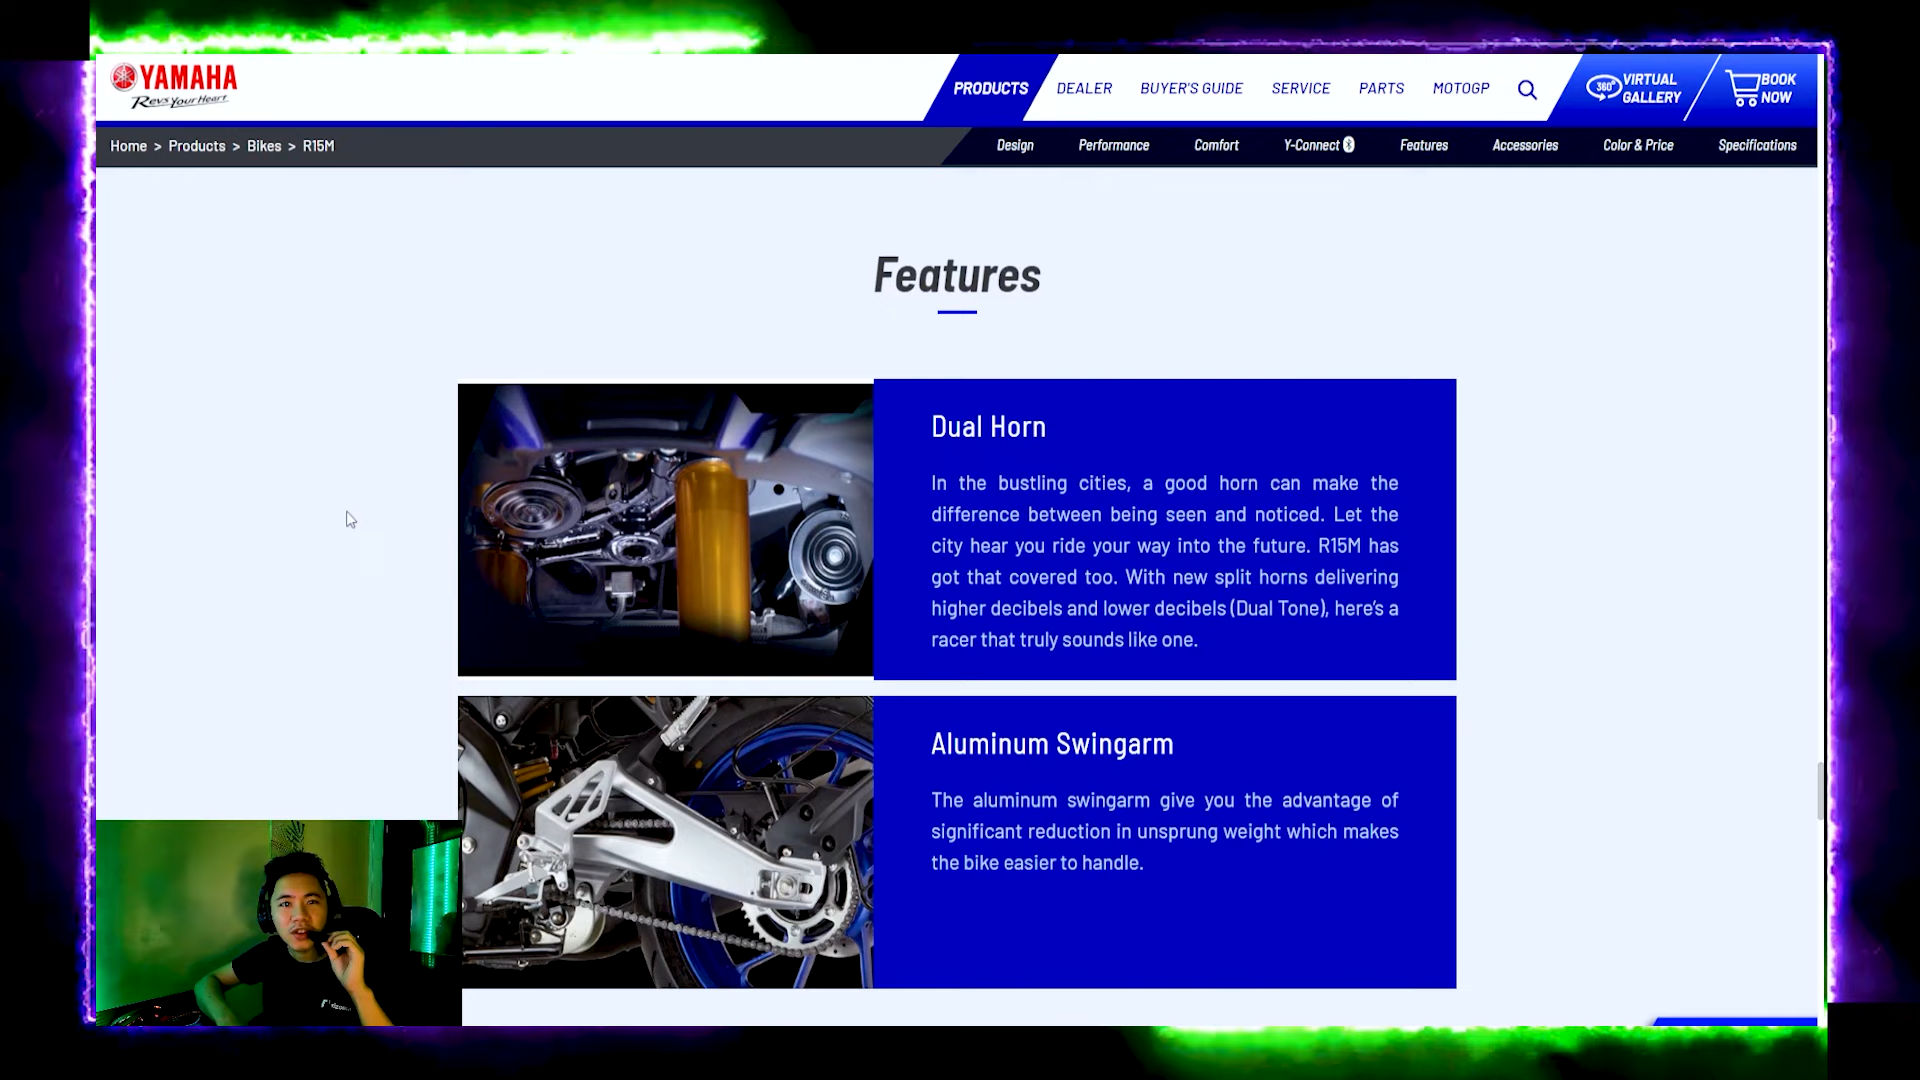 YAMAHA
Revs Your Heart
PRODUCTS
DEALER
BUYER'S GUIDE
SERVICE
PARTS
MOTOGP
360°
VIRTUAL
GALLERY
BOOK
NOW
Home > Products > Bikes > R15M
Design
Performance
Comfort
Y-Connect
Features
Accessories
Color & Price
Specifications
Features
Dual Horn
In the bustling cities, a good horn can make the
difference between being seen and noticed. Let the
city hear you ride your way into the future. R15M has
got that covered too. With new split horns delivering
higher decibels and lower decibels (Dual Tone), here's a
racer that truly sounds like one.
Aluminum Swingarm
The aluminum swingarm give you the advantage of
significant reduction in unsprung weight which makes
the bike easier to handle.